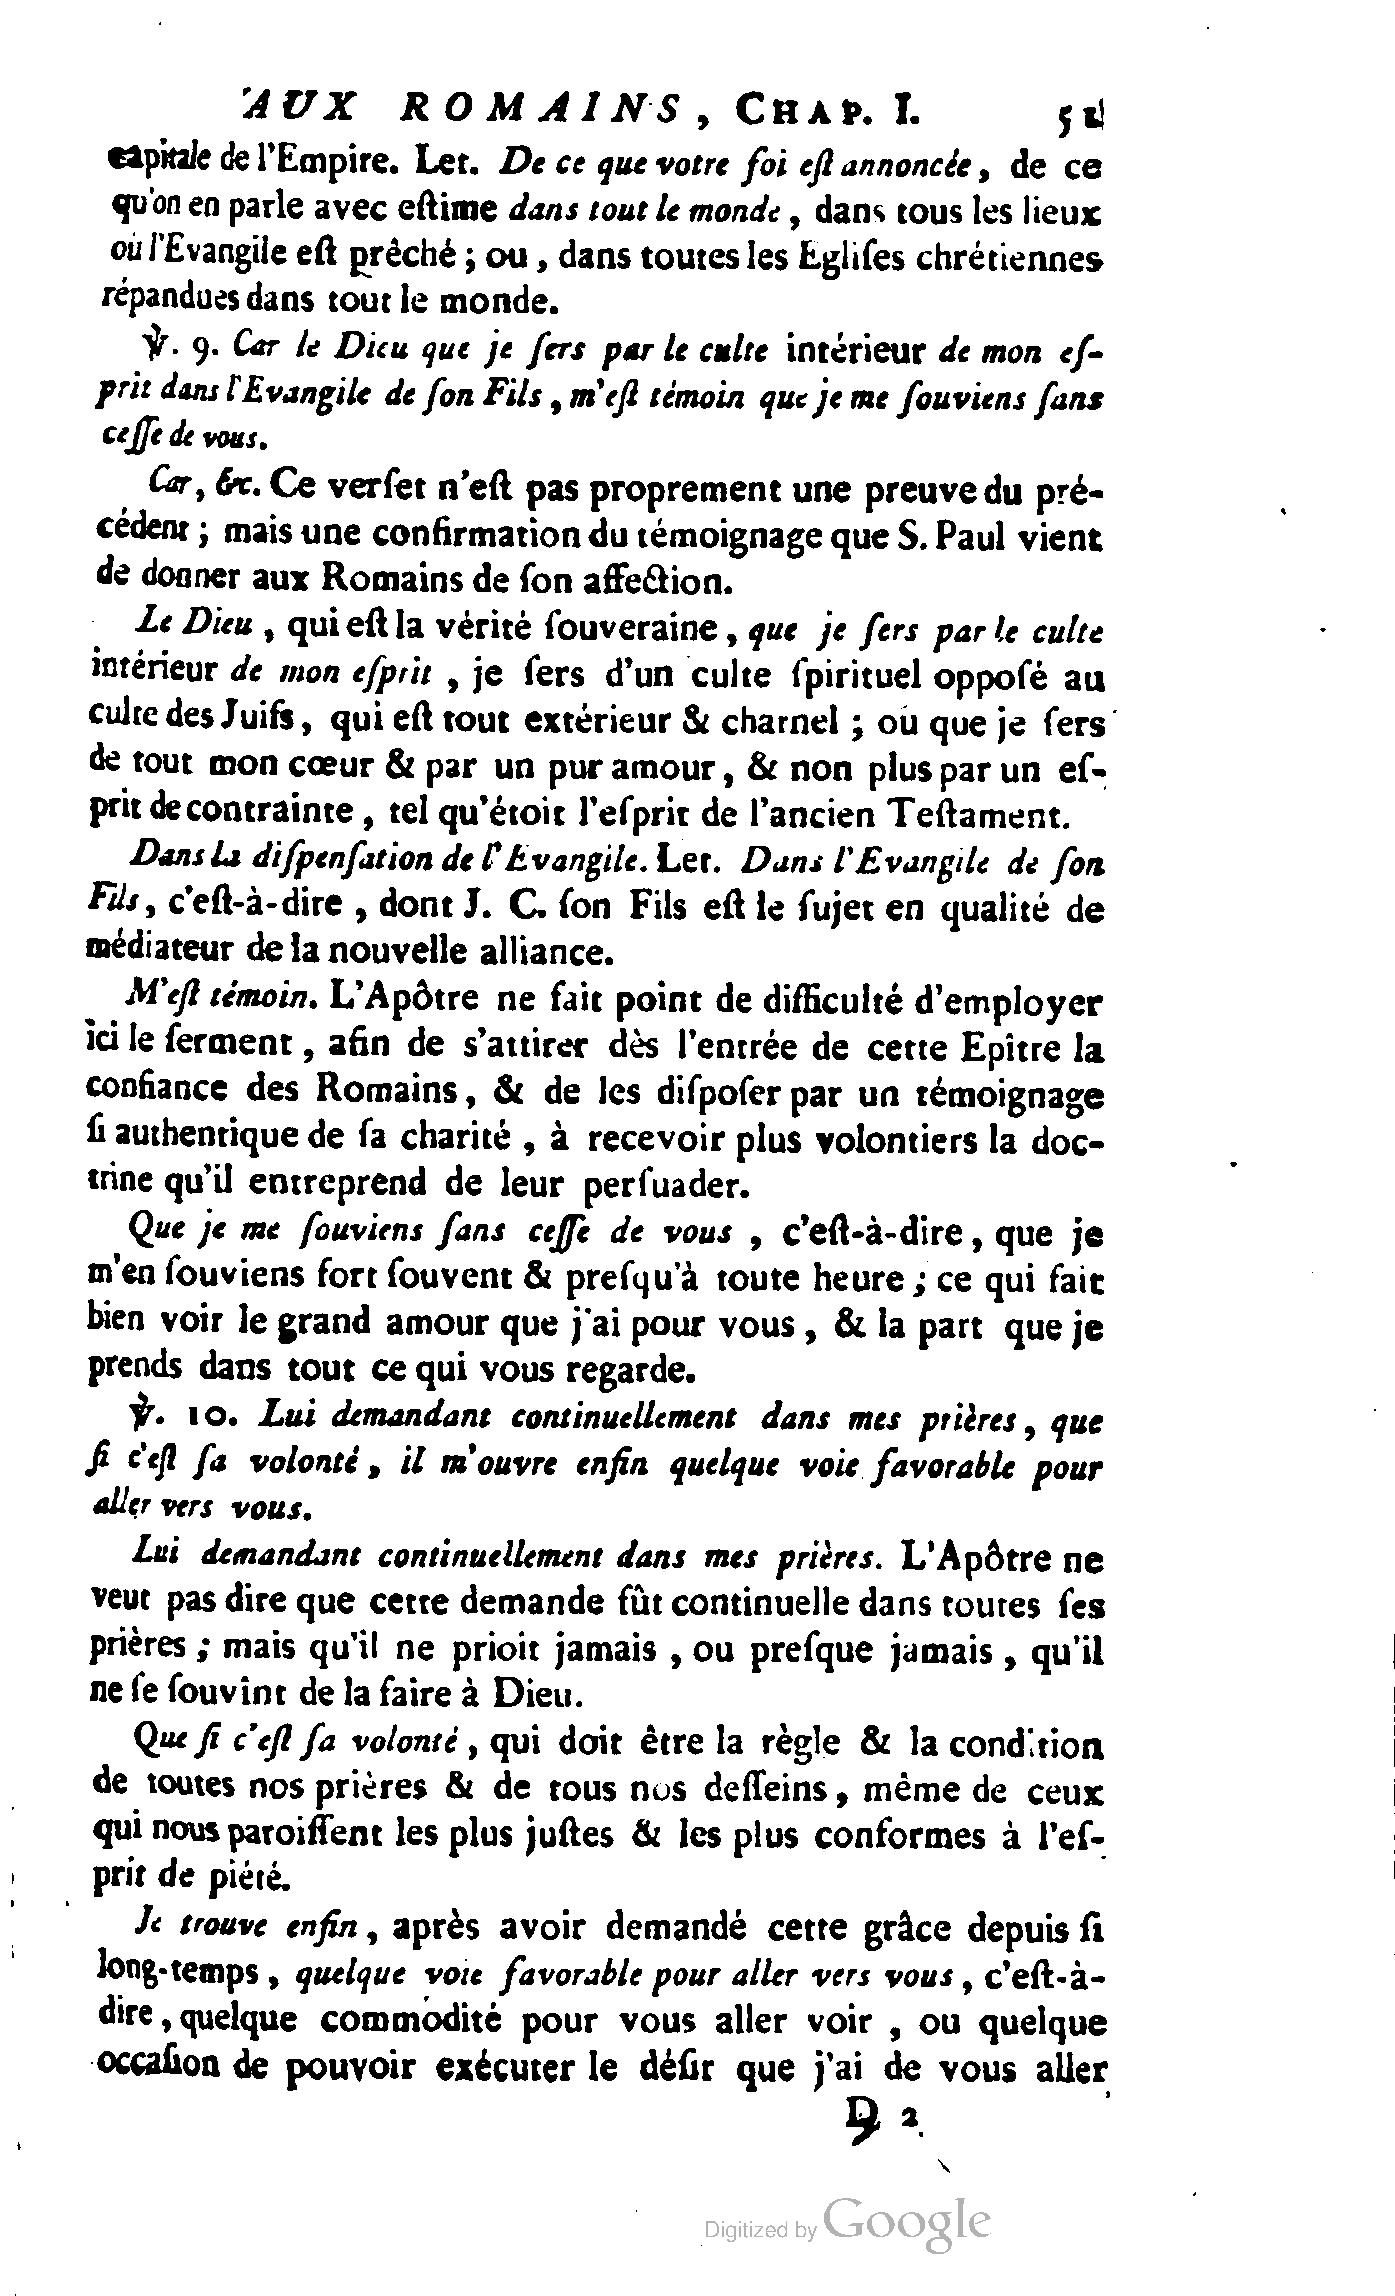 AUX ROMAINS, CHAP. I. 51
capitale de l'Empire. Let. De ce que votre foi eſt annoncée, de ce
qu'on en parle avec eſtime dans tout le monde, dans tous les lieux
où l'Evangile eſt prêché ; ou, dans toutes les Egliſes chrétiennes
répandues dans tout le monde.
℣. 9. Car le Dieu que je ſers par le culte intérieur de mon eſ-
prit dans l'Evangile de ſon Fils, m'eſt témoin que je me ſouviens ſans
ceſſe de vous.
Car, &c. Ce verſet n'eſt pas proprement une preuve du pré-
cédent ; mais une confirmation du témoignage que S. Paul vient
de donner aux Romains de ſon affection.
Le Dieu, qui eſt la vérité ſouveraine, que je ſers par le culte
intérieur de mon eſprit, je ſers d'un culte ſpirituel oppoſé au
culte des Juifs, qui eſt tout extérieur & charnel ; où que je ſers
de tout mon cœur & par un pur amour, & non plus par un eſ-
prit de contrainte, tel qu'étoit l'eſprit de l'ancien Teſtament.
Dans la diſpenſation de l'Evangile. Let. Dans l'Evangile de ſon
Fils, c'eſt-à-dire, dont J. C. ſon Fils eſt le ſujet en qualité de
médiateur de la nouvelle alliance.
M'eſt témoin. L'Apôtre ne fait point de difficulté d'employer
ici le ſerment, afin de s'attirer dès l'entrée de cette Epître la
confiance des Romains, & de les diſpoſer par un témoignage
ſi authentique de ſa charité, à recevoir plus volontiers la doc-
trine qu'il entreprend de leur perſuader.
Que je me ſouviens ſans ceſſe de vous, c'eſt-à-dire, que je
m'en ſouviens fort ſouvent & preſqu'à toute heure ; ce qui fait
bien voir le grand amour que j'ai pour vous, & la part que je
prends dans tout ce qui vous regarde.
℣. 10. Lui demandant continuellement dans mes prières, que
ſi c'eſt ſa volonté, il m'ouvre enfin quelque voie favorable pour
aller vers vous.
Lui demandant continuellement dans mes prières. L'Apôtre ne
veut pas dire que cette demande fût continuelle dans toutes ſes
prières ; mais qu'il ne prioit jamais, ou preſque jamais, qu'il
ne ſe ſouvînt de la faire à Dieu.
Que ſi c'eſt ſa volonté, qui doit être la règle & la condition
de toutes nos prières & de tous nos deſſeins, même de ceux
qui nous paroiſſent les plus juſtes & les plus conformes à l'eſ-
prit de piété.
Je trouve enfin, après avoir demandé cette grâce depuis ſi
long-temps, quelque voie favorable pour aller vers vous, c'eſt-à-
dire, quelque commodité pour vous aller voir, ou quelque
occaſion de pouvoir exécuter le déſir que j'ai de vous aller
D 2
Digitized by Google